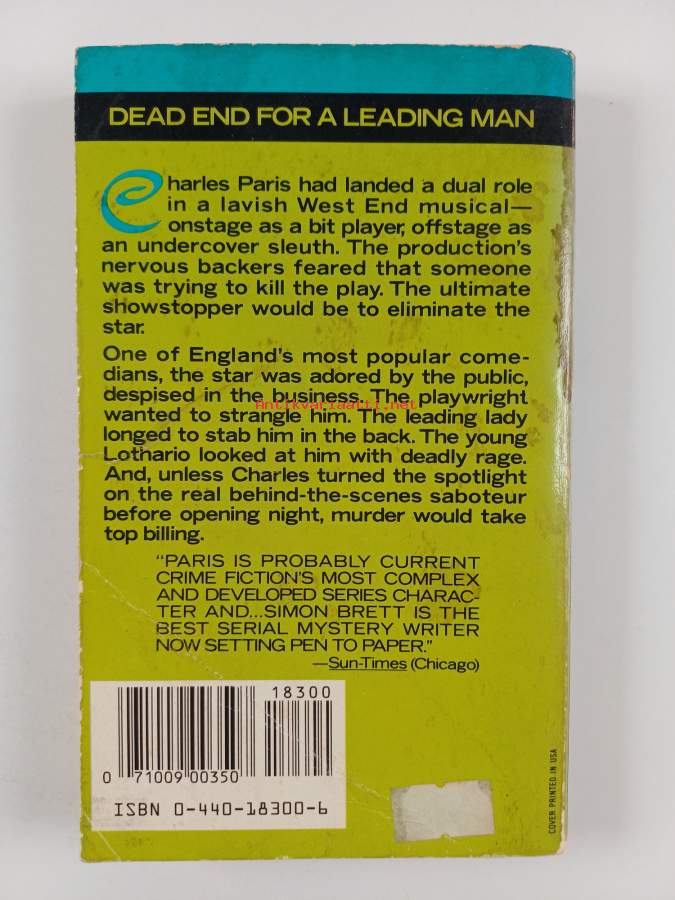 DEAD END FOR A LEADING MAN
Charles Paris had landed a dual role
in a lavish West End musical—
onstage as a bit player, offstage as
an undercover sleuth. The production's
nervous backers feared that someone
was trying to kill the play. The ultimate
showstopper would be to eliminate the
star.
One of England's most popular come-
dians, the star was adored by the public,
despised in the business. The playwright
Antikvariaatti.net
wanted to strangle him. The leading lady
longed to stab him in the back. The young
Lothario looked at him with deadly rage.
And, unless Charles turned the spotlight
on the real behind-the-scenes saboteur
before opening night, murder would take
top billing.
"PARIS IS PROBABLY CURRENT
CRIME FICTION'S MOST COMPLEX
AND DEVELOPED SERIES CHARAC-
TER AND...SIMON BRETT IS THE
BEST SERIAL MYSTERY WRITER
NOW SETTING PEN TO PAPER."
—Sun-Times (Chicago)
18300
0 71009 00350
ISBN 0-440-18300-6
COVER PRINTED IN USA